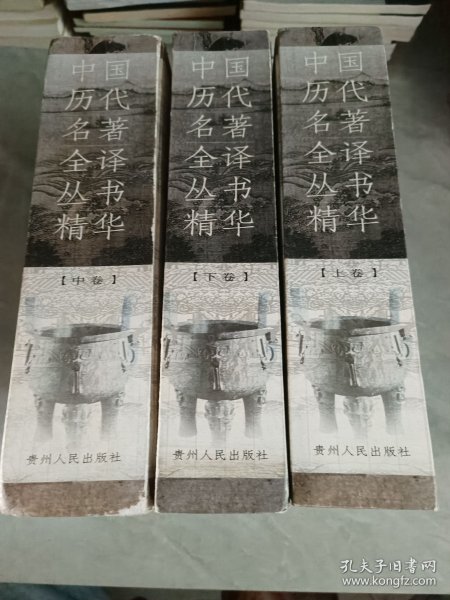 中国
历代
名著
全译
丛书
精华
【中卷】
贵州人民出版社
中国
历代
名著
全译
丛书
精华
【下卷】
贵州人民出版社
中国
历代
名著
全译
丛书
精华
【上卷】
贵州人民出版社
孔夫子旧书网
www.kongfz.com